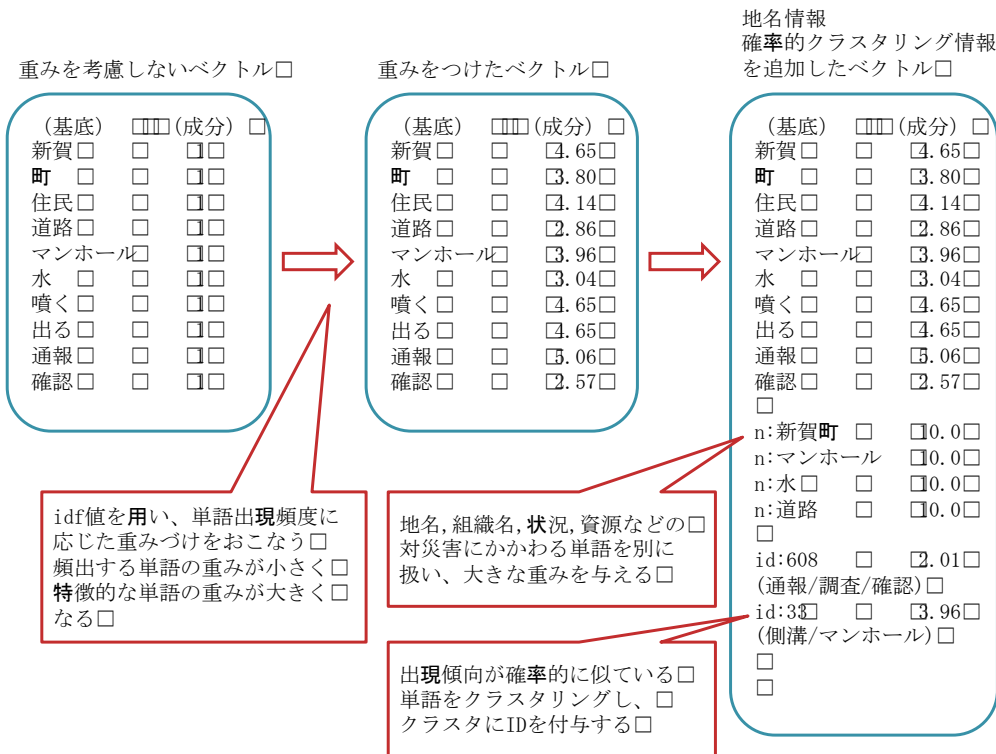 重みを考慮しないベクトル□
(基底) □□□(成分) □
新賀□ □ □1□
町 □ □ □1□
住民□ □ □1□
道路□ □ □1□
マンホール□ □ □1□
水 □ □ □1□
噴く□ □ □1□
出る□ □ □1□
通報□ □ □1□
確認□ □ □1□
重みをつけたベクトル□
(基底) □□□(成分) □
新賀□ □ □4.65□
町 □ □ □3.80□
住民□ □ □4.14□
道路□ □ □2.86□
マンホール□ □3.96□
水 □ □ □3.04□
噴く□ □ □4.65□
出る□ □ □4.65□
通報□ □ □5.06□
確認□ □ □2.57□
地名情報
確率的クラスタリング情報
を追加したベクトル□
(基底) □□□(成分) □
新賀□ □ □4.65□
町 □ □ □3.80□
住民□ □ □4.14□
道路□ □ □2.86□
マンホール□ □3.96□
水 □ □ □3.04□
噴く□ □ □4.65□
出る□ □ □4.65□
通報□ □ □5.06□
確認□ □ □2.57□
□
n:新賀町 □ □10.0□
n:マンホール □10.0□
n:水□ □ □10.0□
n:道路 □ □10.0□
□
id:608 □ □2.01□
(通報/調査/確認)□
id:33□ □ □3.96□
(側溝/マンホール)□
□
□
idf値を用い、単語出現頻度に
応じた重みづけをおこなう□
頻出する単語の重みが小さく□
特徴的な単語の重みが大きく□
なる□
地名,組織名,状況,資源などの□
対災害にかかわる単語を別に
扱い、大きな重みを与える□
出現傾向が確率的に似ている□
単語をクラスタリングし、□
クラスタにIDを付与する□